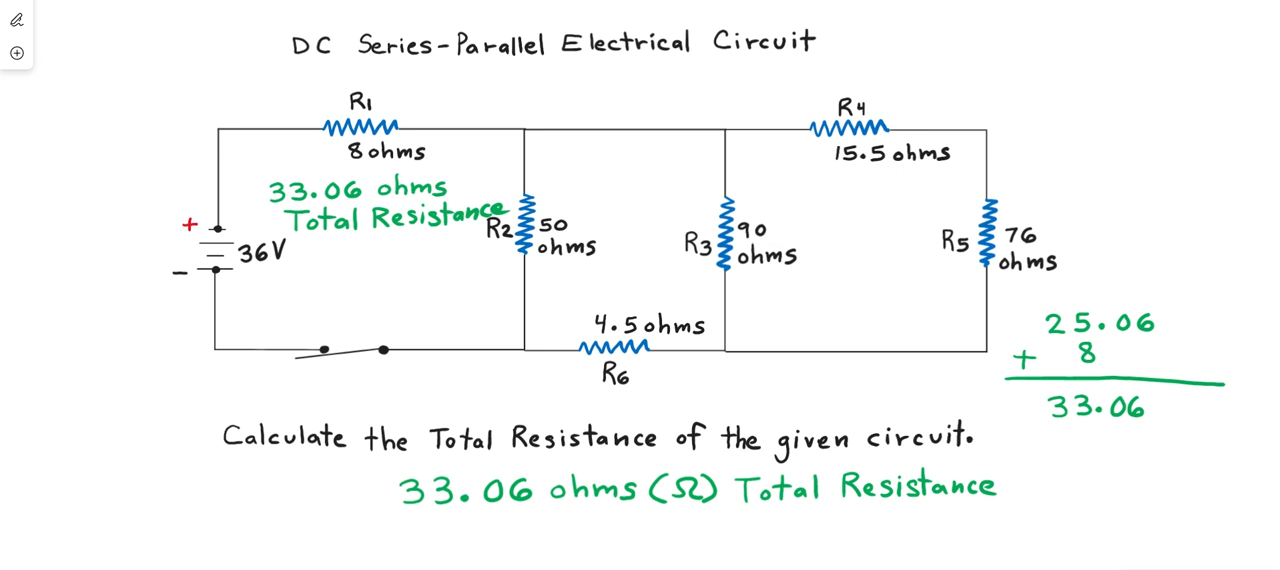 DC Series-Parallel Electrical Circuit
R1
8 ohms
R4
15.5 ohms
33.06 ohms
Total Resistance
+
36V
−
R2
50
ohms
R3
90
ohms
R5
76
ohms
4.5 ohms
R6
25.06
+ 8
33.06
Calculate the Total Resistance of the given circuit.
33.06 ohms (Ω) Total Resistance